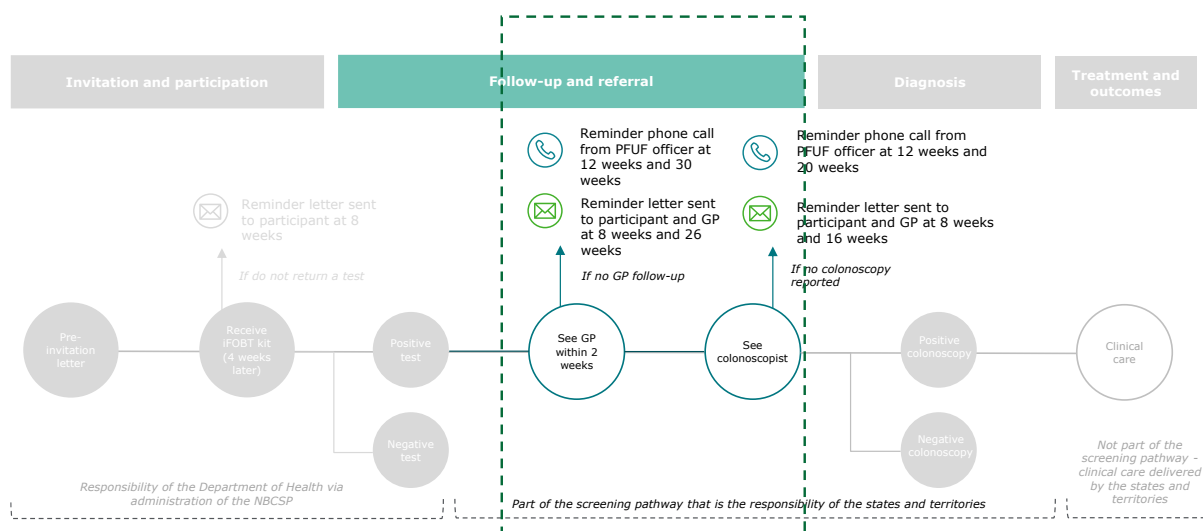 Invitation and participation
Follow-up and referral
Diagnosis
Treatment and
outcomes
Reminder phone call
from PFUF officer at
12 weeks and 30
weeks
Reminder phone call from
PFUF officer at 12 weeks and
20 weeks
Reminder letter sent
to participant at 8
weeks
Reminder letter sent
to participant and GP
at 8 weeks and 26
weeks
Reminder letter sent to
participant and GP at 8 weeks
and 16 weeks
If do not return a test
If no GP follow-up
If no colonoscopy
reported
Pre-
invitation
letter
Receive
iFOBT kit
(4 weeks
later)
Positive
test
See GP
within 2
weeks
See
colonoscopist
Positive
colonoscopy
Clinical
care
Negative
test
Negative
colonoscopy
Responsibility of the Department of Health via
administration of the NBCSP
Part of the screening pathway that is the responsibility of the states and territories
Not part of the
screening pathway -
clinical care delivered
by the states and
territories